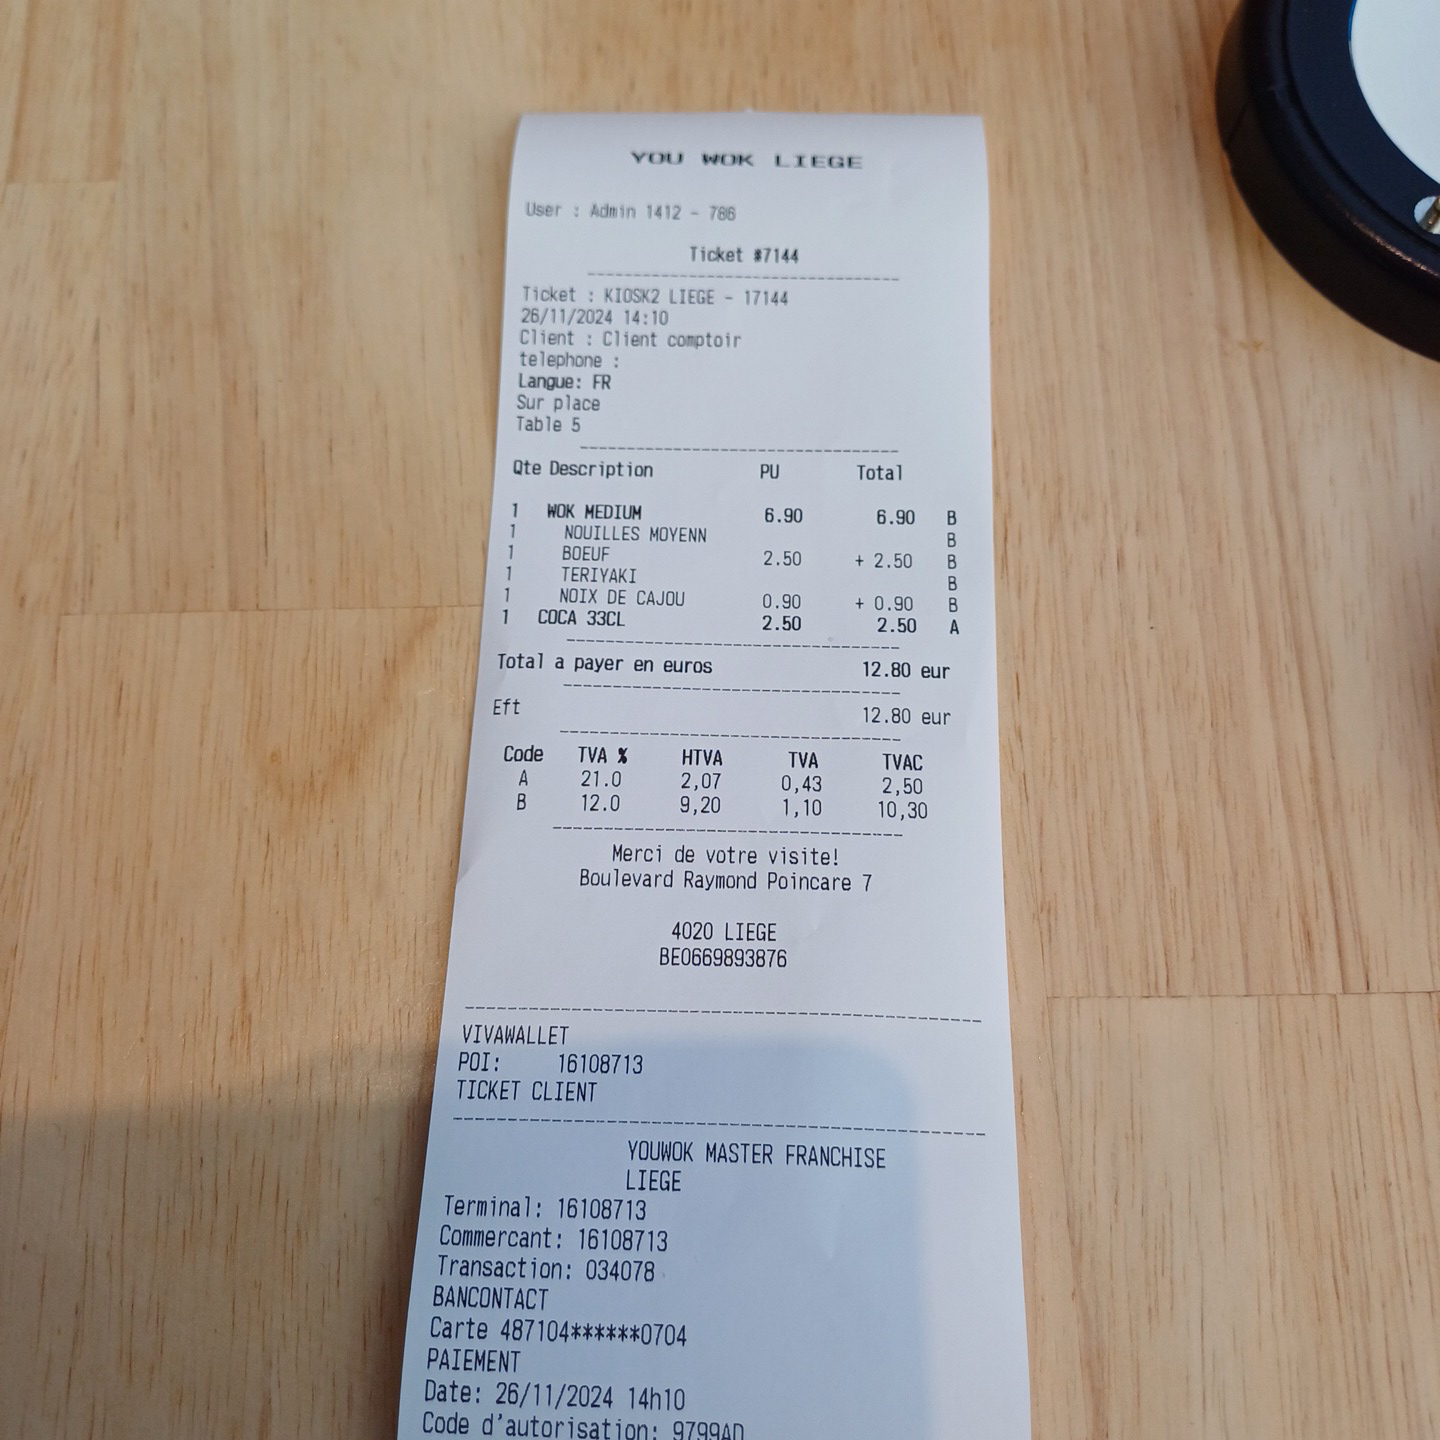 YOU WOK LIEGE
User : Admin 1412 - 786
Ticket #7144
Ticket : KIOSK2 LIEGE - 17144
26/11/2024 14:10
Client : Client comptoir
telephone :
Langue: FR
Sur place
Table 5
Qte Description PU Total
1 WOK MEDIUM 6.90 6.90 B
1 NOUILLES MOYENN B
1 BOEUF 2.50 + 2.50 B
1 TERIYAKI B
1 NOIX DE CAJOU 0.90 + 0.90 B
1 COCA 33CL 2.50 2.50 A
Total a payer en euros 12.80 eur
Eft 12.80 eur
Code TVA % HTVA TVA TVAC
A 21.0 2,07 0,43 2,50
B 12.0 9,20 1,10 10,30
Merci de votre visite!
Boulevard Raymond Poincare 7
4020 LIEGE
BE0669893876
VIVAWALLET
POI: 16108713
TICKET CLIENT
YOUWOK MASTER FRANCHISE
LIEGE
Terminal: 16108713
Commercant: 16108713
Transaction: 034078
BANCONTACT
Carte 487104******0704
PAIEMENT
Date: 26/11/2024 14h10
Code d'autorisation: 9799AD